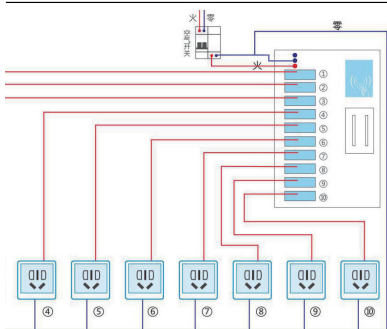 火 零
零
空气开关
火
①
②
③
④
⑤
⑥
⑦
⑧
⑨
⑩
④ ⑤ ⑥ ⑦ ⑧ ⑨ ⑩